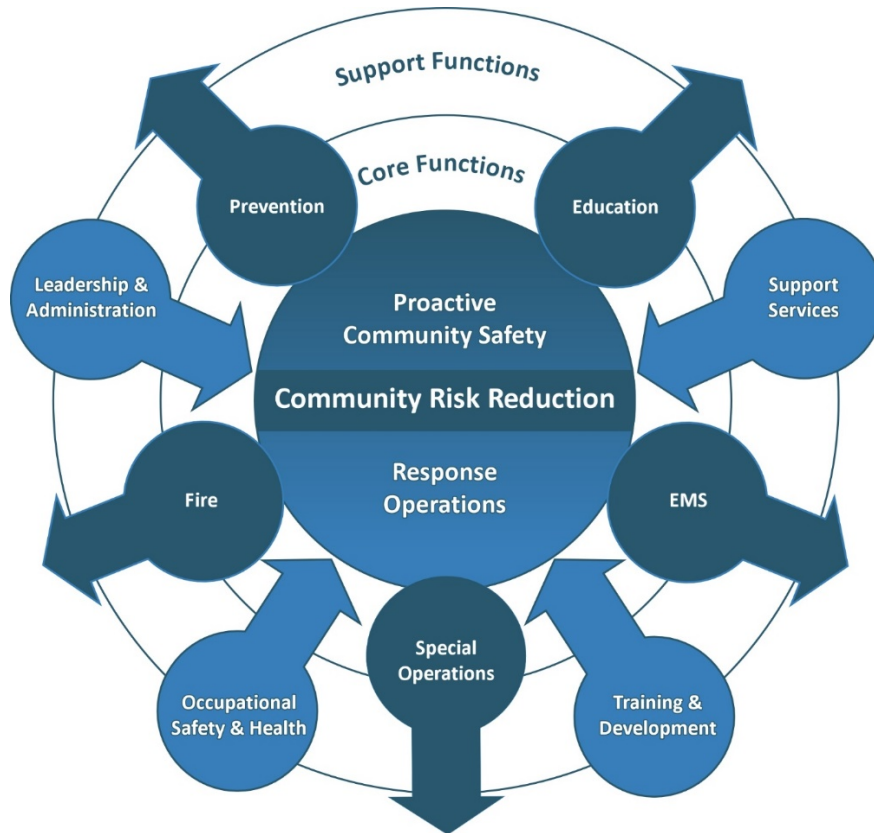 Support Functions
Core Functions
Prevention
Education
Leadership &
Administration
Support
Services
Proactive
Community Safety
Community Risk Reduction
Response
Operations
Fire
EMS
Special
Operations
Occupational
Safety & Health
Training &
Development